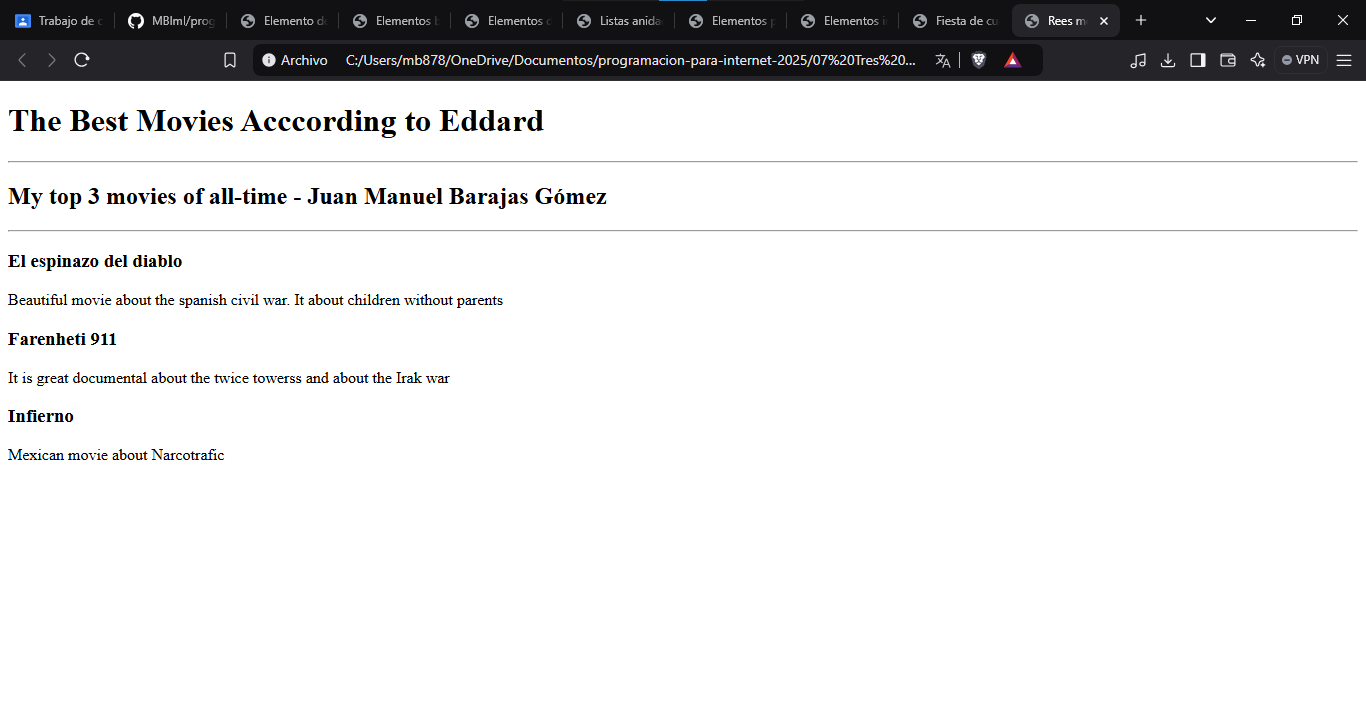 Trabajo de c MBIml/prog Elemento de Elementos b Elementos d Listas anida Elementos p Elementos i Fiesta de cu Rees m
Archivo C:/Users/mb878/OneDrive/Documentos/programacion-para-internet-2025/07%20Tres%20... VPN
The Best Movies Acccording to Eddard
My top 3 movies of all-time - Juan Manuel Barajas Gómez
El espinazo del diablo
Beautiful movie about the spanish civil war. It about children without parents
Farenheti 911
It is great documental about the twice towerss and about the Irak war
Infierno
Mexican movie about Narcotrafic